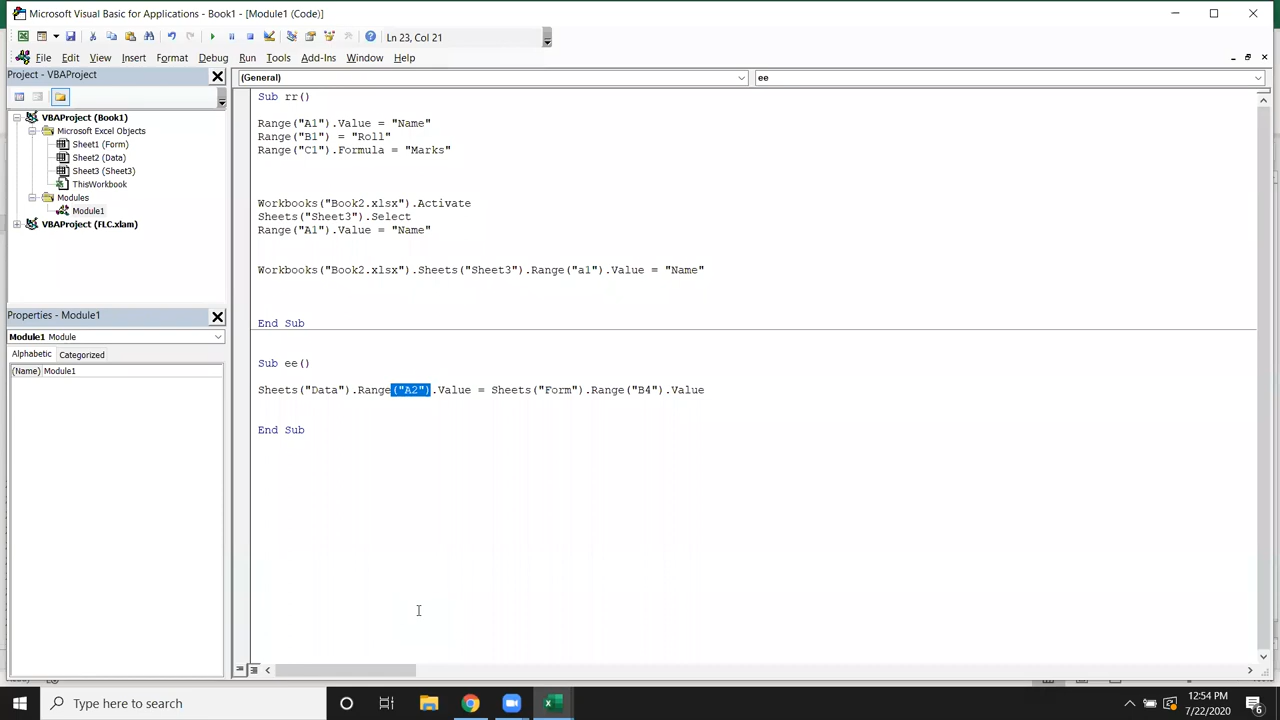 Microsoft Visual Basic for Applications - Book1 - [Module1 (Code)]
Ln 23, Col 21
File Edit View Insert Format Debug Run Tools Add-Ins Window Help
Project - VBAProject
VBAProject (Book1)
Microsoft Excel Objects
Sheet1 (Form)
Sheet2 (Data)
Sheet3 (Sheet3)
ThisWorkbook
Modules
Module1
VBAProject (FLC.xlam)
Properties - Module1
Module1 Module
Alphabetic Categorized
(Name) Module1
(General) ee
Sub rr()
Range("A1").Value = "Name"
Range("B1") = "Roll"
Range("C1").Formula = "Marks"
Workbooks("Book2.xlsx").Activate
Sheets("Sheet3").Select
Range("A1").Value = "Name"
Workbooks("Book2.xlsx").Sheets("Sheet3").Range("a1").Value = "Name"
End Sub
Sub ee()
Sheets("Data").Range("A2").Value = Sheets("Form").Range("B4").Value
End Sub
Type here to search
12:54 PM
7/22/2020
6